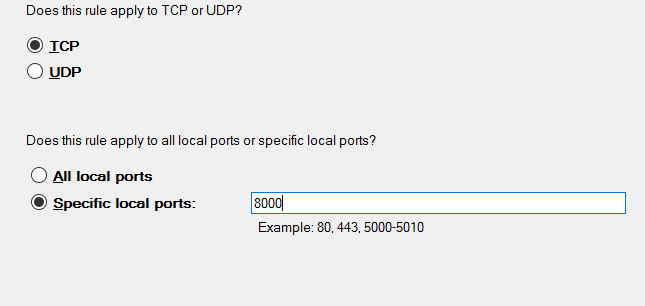 Does this rule apply to TCP or UDP?
TCP
UDP
Does this rule apply to all local ports or specific local ports?
All local ports
Specific local ports:
8000
Example: 80, 443, 5000-5010